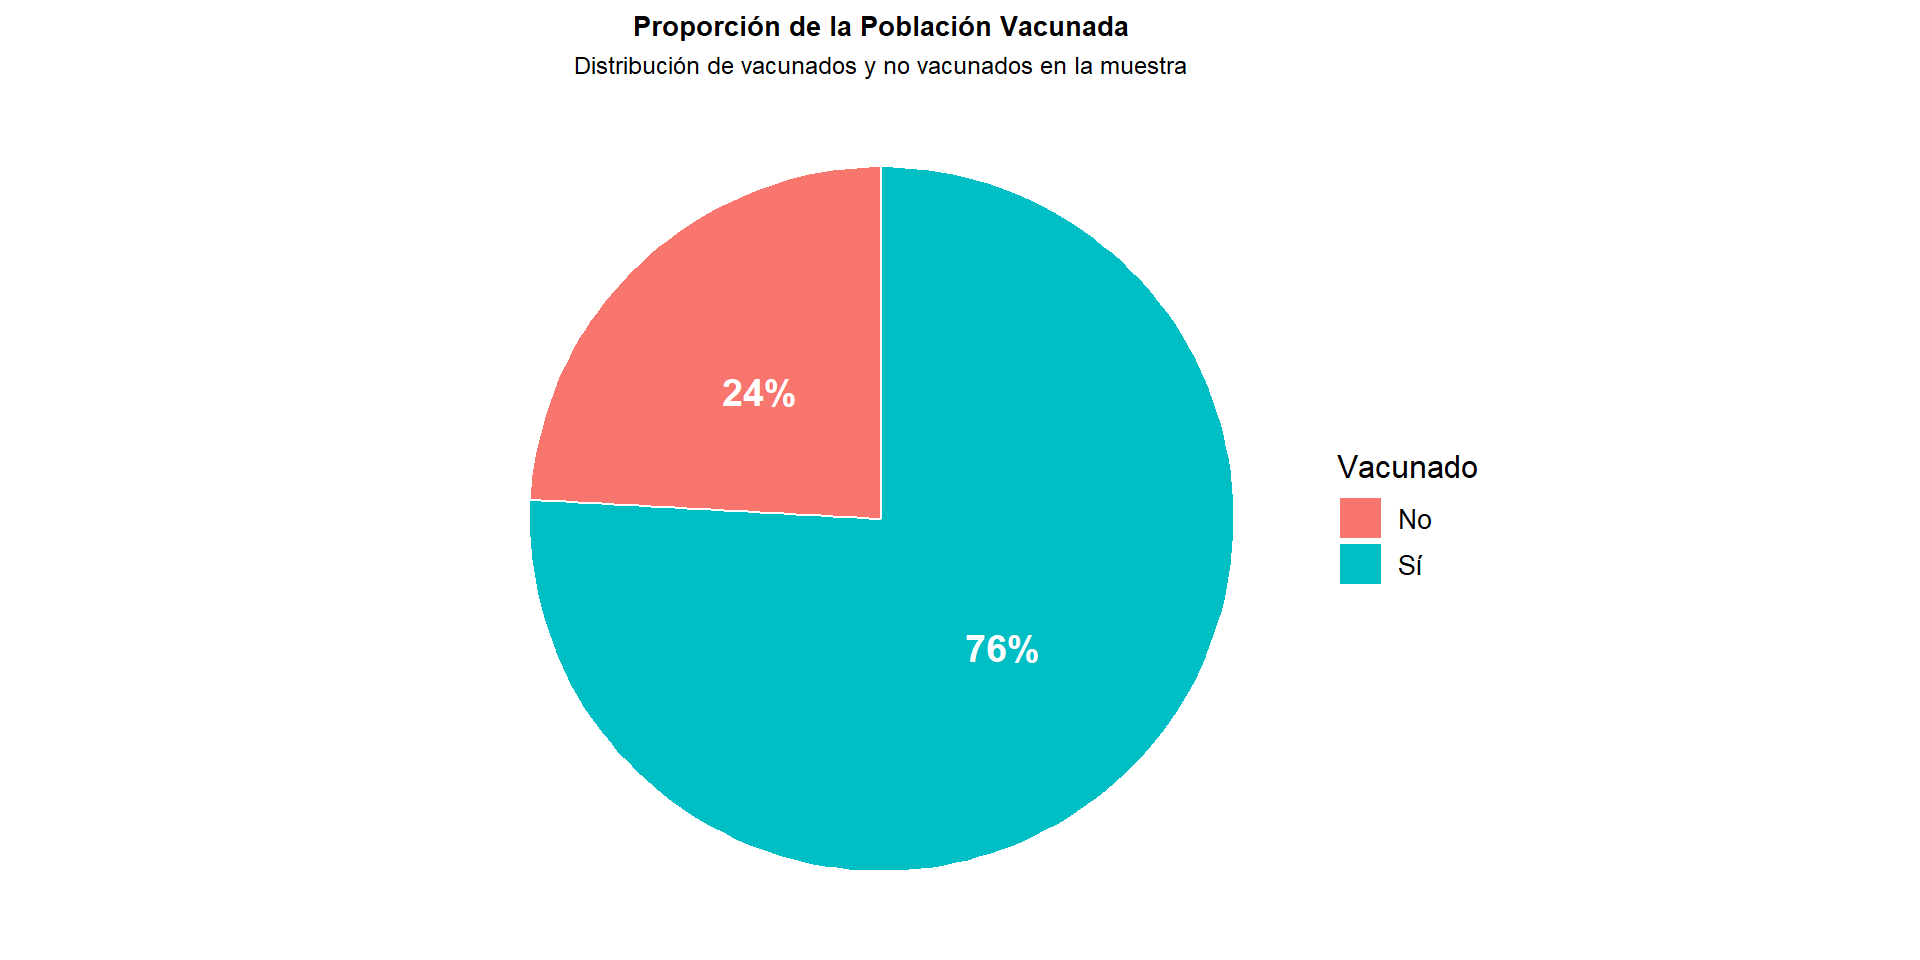 Proporción de la Población Vacunada
Distribución de vacunados y no vacunados en la muestra
24%
76%
Vacunado
No
Sí